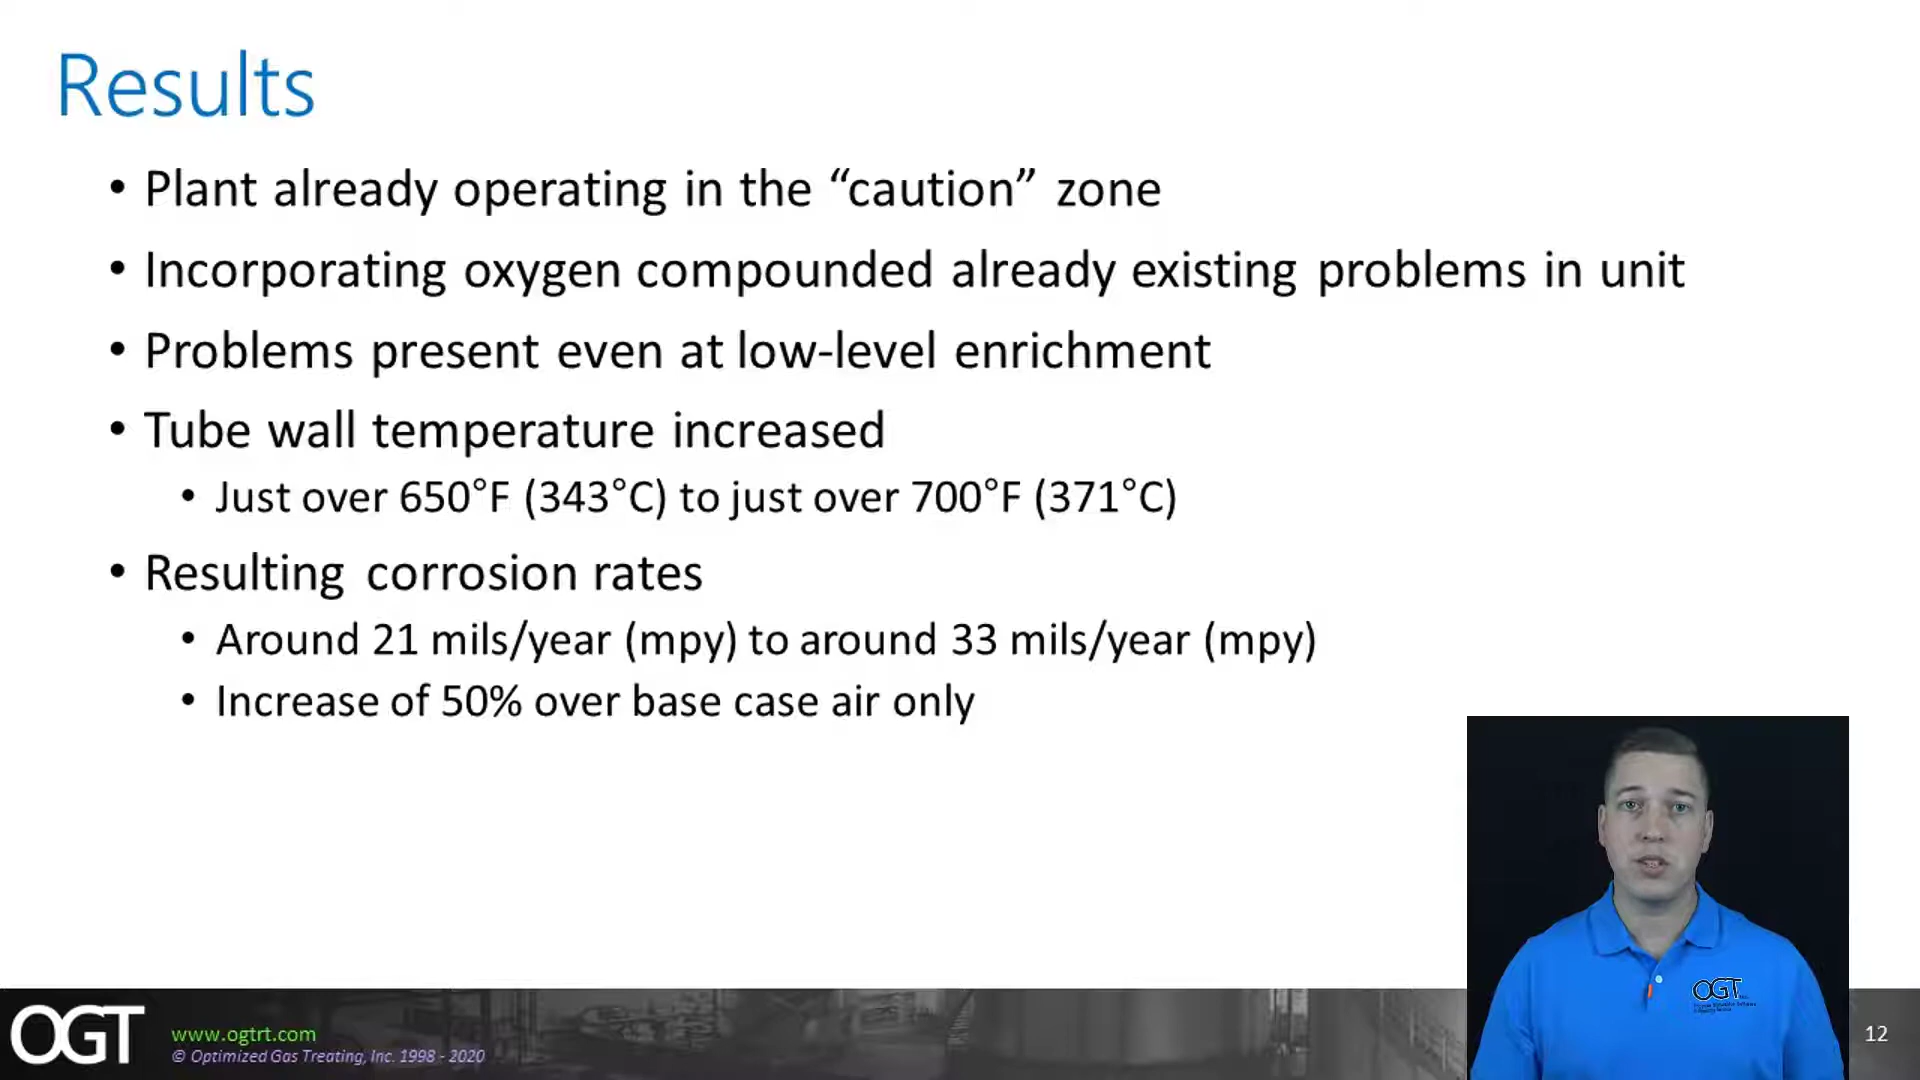 Results
• Plant already operating in the “caution” zone
• Incorporating oxygen compounded already existing problems in unit
• Problems present even at low-level enrichment
• Tube wall temperature increased
• Just over 650°F (343°C) to just over 700°F (371°C)
• Resulting corrosion rates
• Around 21 mils/year (mpy) to around 33 mils/year (mpy)
• Increase of 50% over base case air only
OGT
OGT
www.ogtrt.com
© Optimized Gas Treating, Inc. 1998 - 2020
12